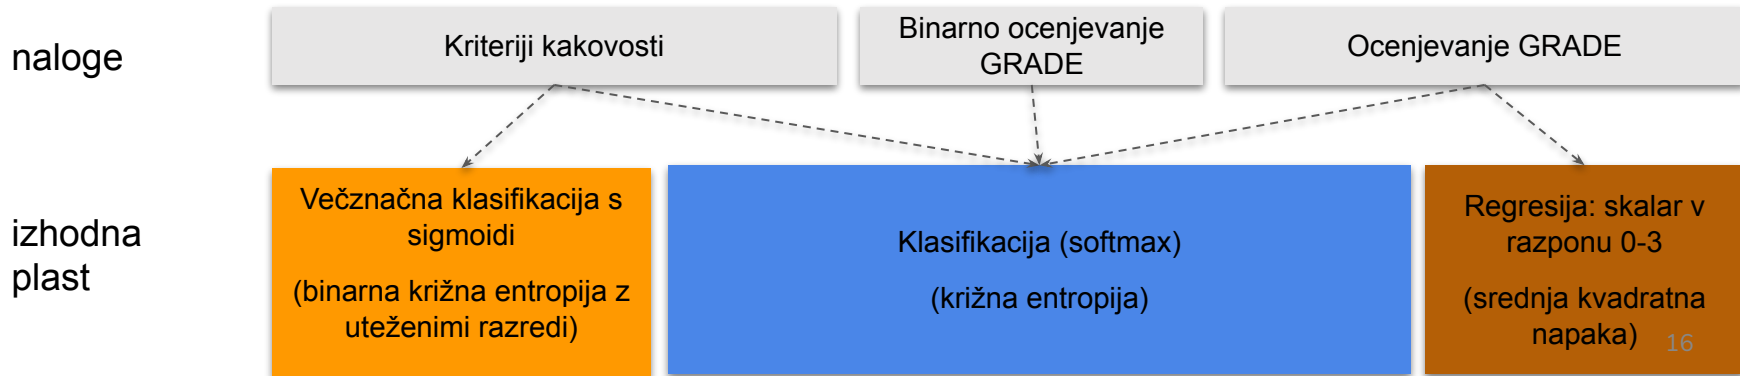 naloge
Kriteriji kakovosti
Binarno ocenjevanje
GRADE
Ocenjevanje GRADE
izhodna
plast
Večznačna klasifikacija s
sigmoidi
(binarna križna entropija z
uteženimi razredi)
Klasifikacija (softmax)
(križna entropija)
Regresija: skalar v
razponu 0-3
(srednja kvadratna
napaka)
16